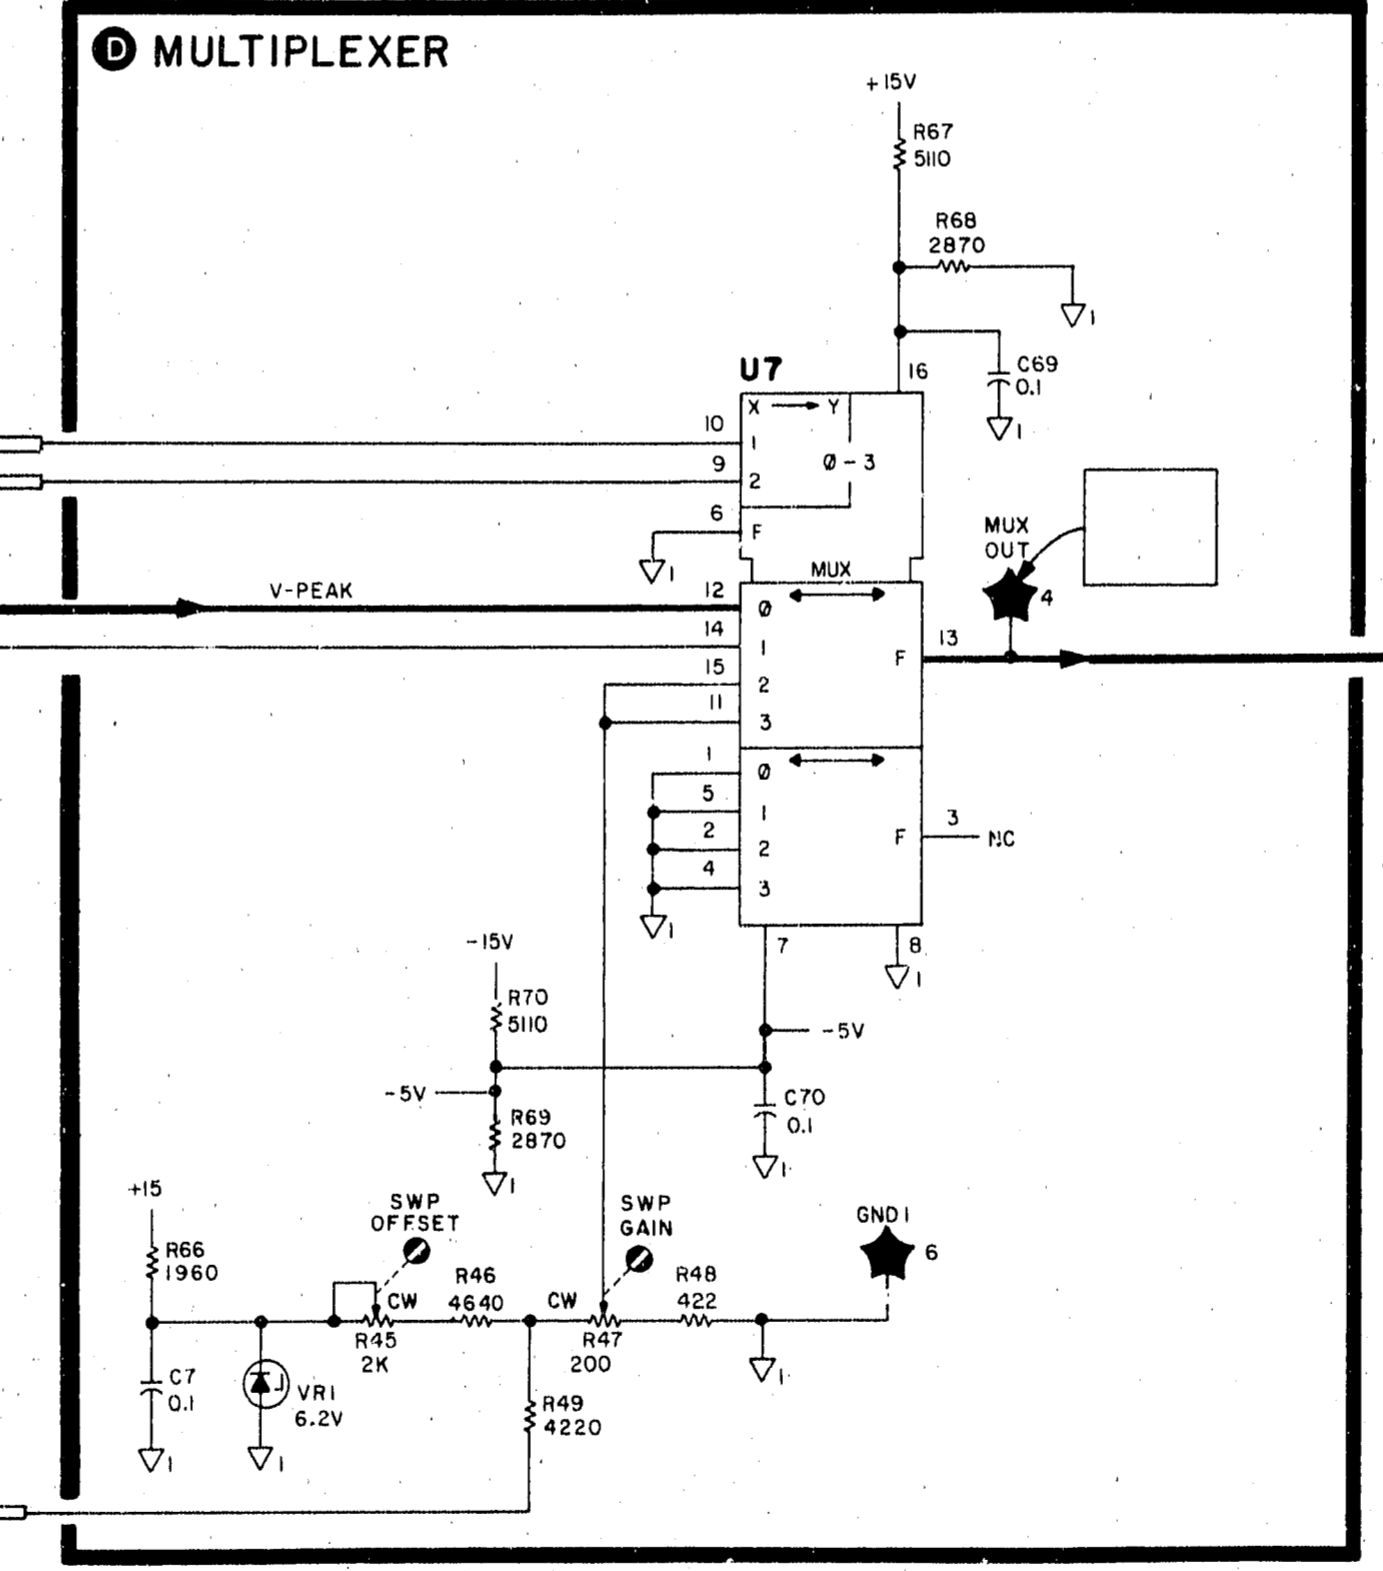 D MULTIPLEXER
+15V
R67
5110
R68
2870
1
C69
0.1
1
16
U7
X Y
10
1
Ø-3
9
2
6
F
1
MUX
OUT
4
MUX
V-PEAK
12
Ø
14
1
13
F
15
2
11
3
1
Ø
5
1
3
F
NC
2
2
4
3
1
7
8
1
-15V
R70
5110
-5V
-5V
R69
2870
1
C70
0.1
1
+15
R66
1960
SWP
OFFSET
SWP
GAIN
GND1
6
CW
R46
4640
CW
R48
422
R45
2K
R47
200
1
C7
0.1
1
VR1
6.2V
1
R49
4220